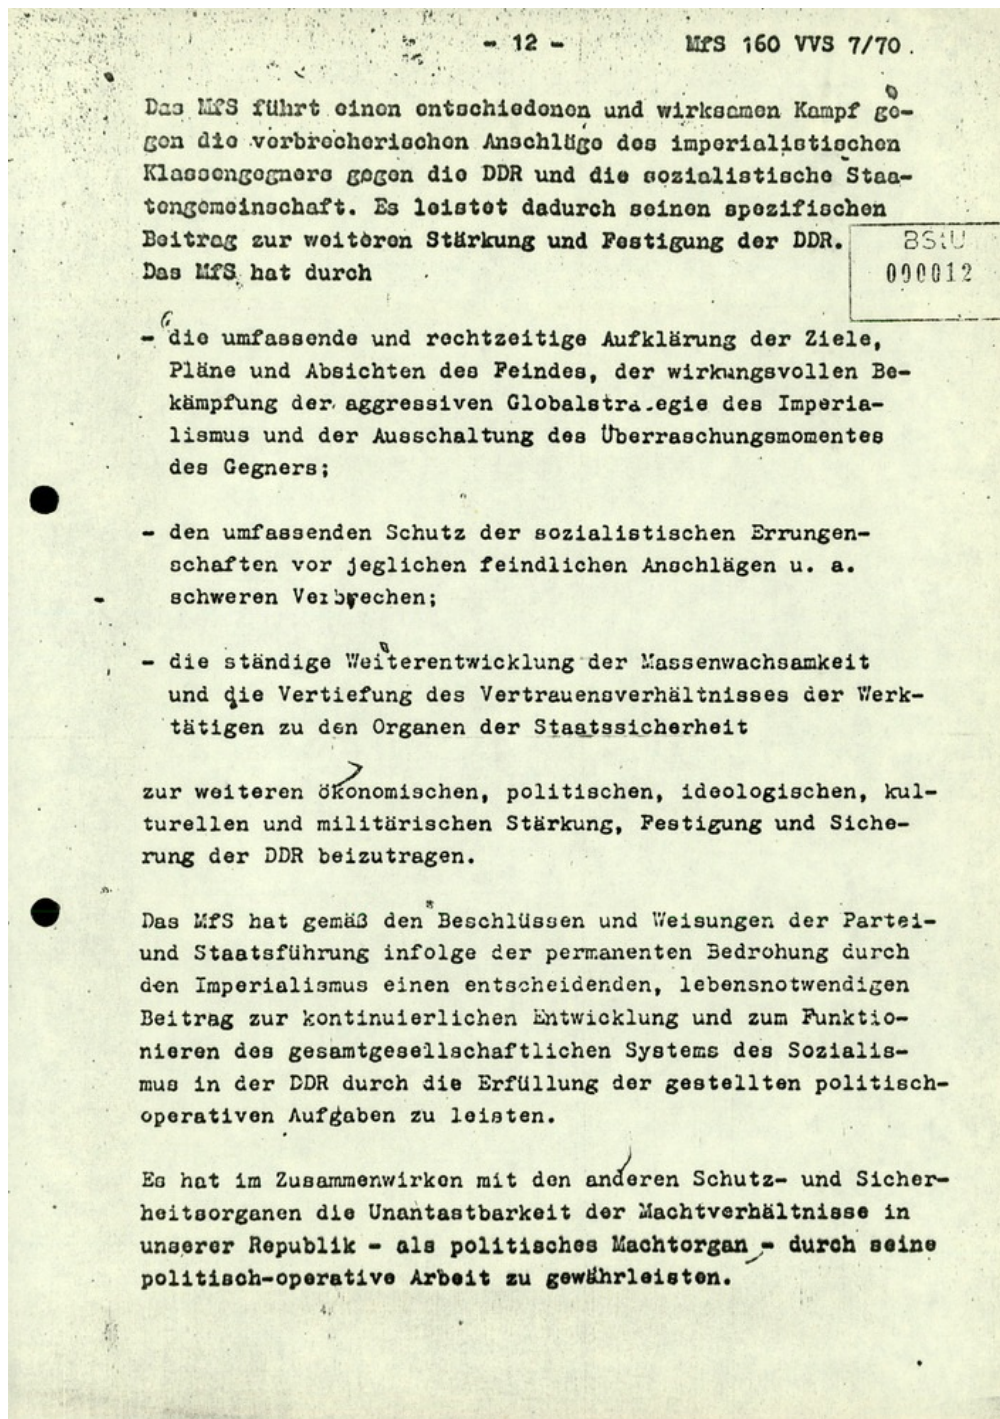 - 12 -
MfS 160 VVS 7/70.
Das MfS führt einen entschiedenen und wirksamen Kampf ge-
gen die verbrecherischen Anschläge des imperialistischen
Klassengegners gegen die DDR und die sozialistische Staa-
tengemeinschaft. Es leistet dadurch seinen spezifischen
Beitrag zur weiteren Stärkung und Festigung der DDR.
BStU
000012
Das MfS hat durch
- die umfassende und rechtzeitige Aufklärung der Ziele,
Pläne und Absichten des Feindes, der wirkungsvollen Be-
kämpfung der aggressiven Globalstrategie des Imperia-
lismus und der Ausschaltung des Überraschungsmomentes
des Gegners;
- den umfassenden Schutz der sozialistischen Errungen-
schaften vor jeglichen feindlichen Anschlägen u. a.
schweren Verbrechen;
- die ständige Weiterentwicklung der Massenwachsamkeit
und die Vertiefung des Vertrauensverhältnisses der Werk-
tätigen zu den Organen der Staatssicherheit
zur weiteren ökonomischen, politischen, ideologischen, kul-
turellen und militärischen Stärkung, Festigung und Siche-
rung der DDR beizutragen.
Das MfS hat gemäß den Beschlüssen und Weisungen der Partei-
und Staatsführung infolge der permanenten Bedrohung durch
den Imperialismus einen entscheidenden, lebensnotwendigen
Beitrag zur kontinuierlichen Entwicklung und zum Funktio-
nieren des gesamtgesellschaftlichen Systems des Sozialis-
mus in der DDR durch die Erfüllung der gestellten politisch-
operativen Aufgaben zu leisten.
Es hat im Zusammenwirken mit den anderen Schutz- und Sicher-
heitsorganen die Unantastbarkeit der Machtverhältnisse in
unserer Republik - als politisches Machtorgan - durch seine
politisch-operative Arbeit zu gewährleisten.